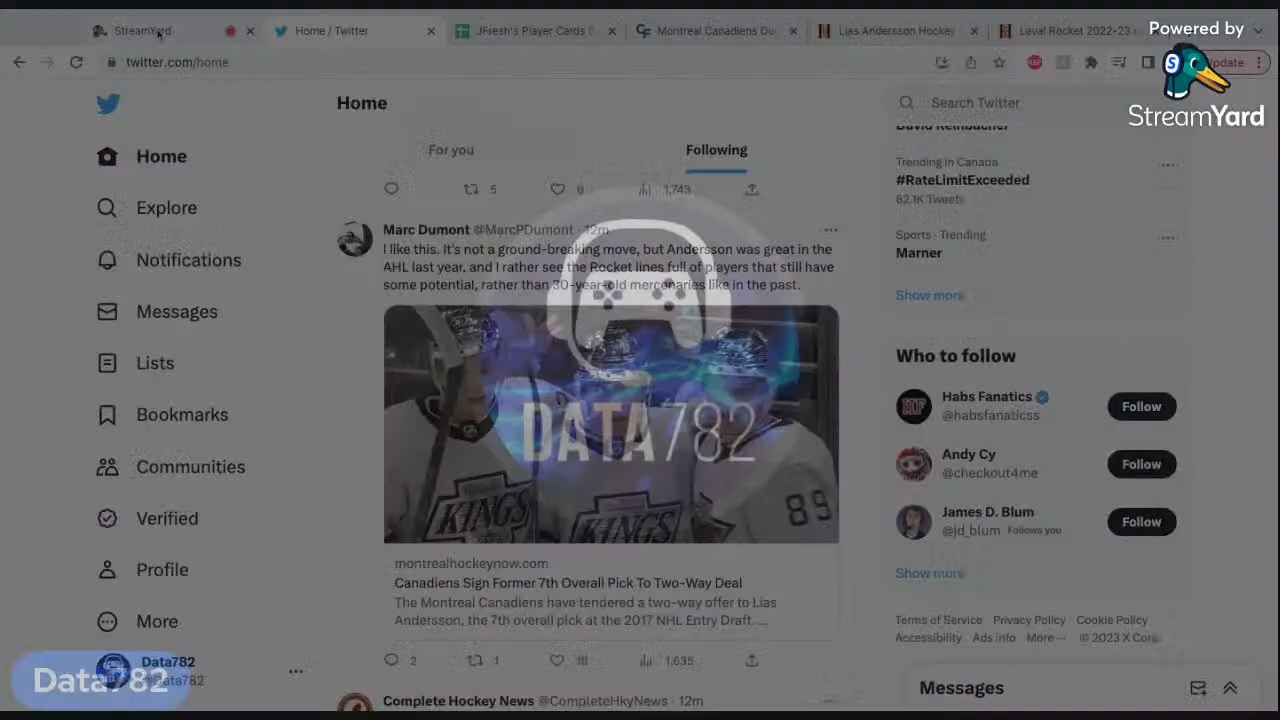 StreamYard
Home / Twitter
JFresh's Player Cards
Montreal Canadiens
Lias Andersson Hockey
Laval Rocket 2022-23
Powered by
twitter.com/home
Update
StreamYard
Home
Search Twitter
David Reinbacher
For you
Following
Home
Explore
Notifications
Messages
Lists
Bookmarks
Communities
Verified
Profile
More
Data782
5
1,743
Marc Dumont @MarcPDumont · 12m
I like this. It's not a ground-breaking move, but Andersson was great in the
AHL last year, and I rather see the Rocket lines full of players that still have
some potential, rather than 30-year-old mercenaries like in the past.
KINGS
KINGS
89
DATA782
montrealhockeynow.com
Canadiens Sign Former 7th Overall Pick To Two-Way Deal
The Montreal Canadiens have tendered a two-way offer to Lias
Andersson, the 7th overall pick at the 2017 NHL Entry Draft. ...
2
1
18
1,635
Complete Hockey News @CompleteHkyNews · 12m
Trending in Canada
#RateLimitExceeded
62.1K Tweets
Sports · Trending
Marner
Show more
Who to follow
Habs Fanatics
@habsfanaticss
Follow
Andy Cy
@checkout4me
Follow
James D. Blum
@jd_blum Follows you
Follow
Show more
Terms of Service Privacy Policy Cookie Policy
Accessibility Ads info More ··· © 2023 X Corp.
Messages
Data782